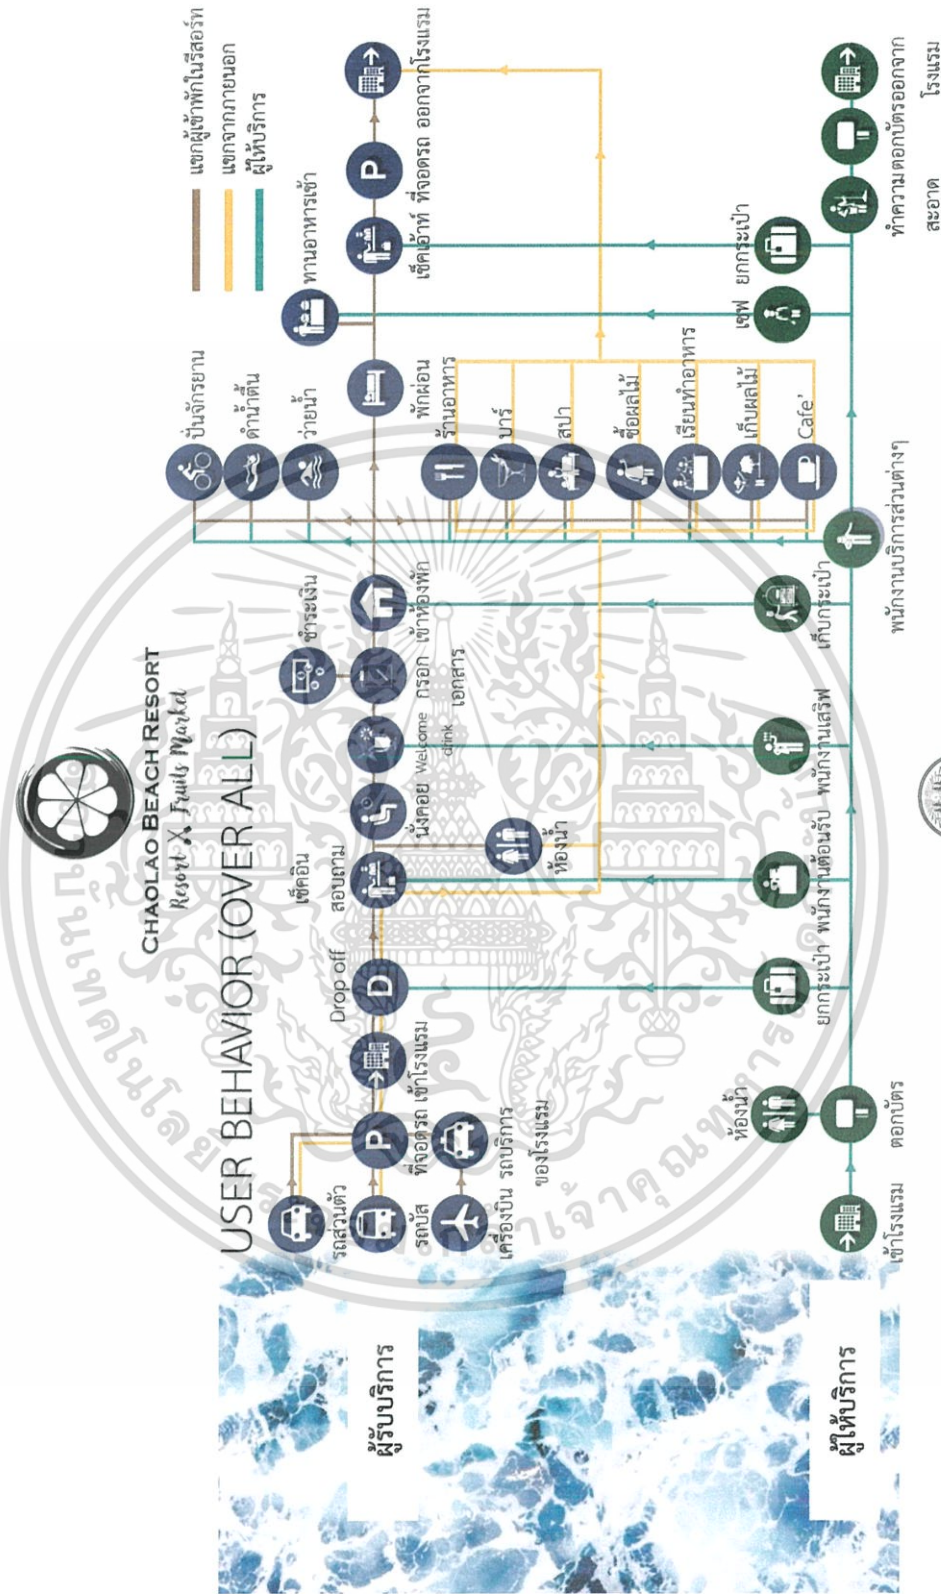 CHAOLAO BEACH RESORT
Resort X Fruits Market
USER BEHAVIOR (OVER ALL)
แขกผู้เข้าพักในรีสอร์ท
แขกจากภายนอก
ผู้ให้บริการ
ผู้รับบริการ
รถส่วนตัว
รถบัส
เครื่องบิน
รถบริการ
ของโรงแรม
ที่จอดรถ
เข้าโรงแรม
Drop off
เช็คอิน
สอบถาม
ห้องน้ำ
นั่งคอย
Welcome
drink
กรอก
เอกสาร
ชำระเงิน
เข้าห้องพัก
ปั่นจักรยาน
ดำน้ำตื้น
ว่ายน้ำ
พักผ่อน
ร้านอาหาร
บาร์
สปา
ซื้อผลไม้
เรียนทำอาหาร
เก็บผลไม้
Cafe'
ทานอาหารเช้า
เช็คเอ้าท์
ที่จอดรถ
ออกจากโรงแรม
ผู้ให้บริการ
เข้าโรงแรม
ตอกบัตร
ห้องน้ำ
ยกกระเป๋า
พนักงานต้อนรับ
พนักงานเสริฟ
เก็บกระเป๋า
พนักงานบริการส่วนต่างๆ
เชฟ
ยกกระเป๋า
ทำความ
สะอาด
ตอกบัตร
ออกจาก
โรงแรม